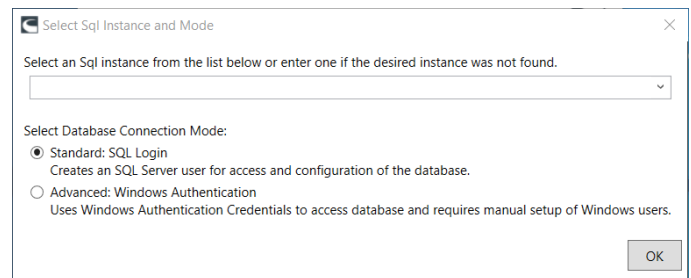 Select Sql Instance and Mode
Select an Sql instance from the list below or enter one if the desired instance was not found.
Select Database Connection Mode:
Standard: SQL Login
Creates an SQL Server user for access and configuration of the database.
Advanced: Windows Authentication
Uses Windows Authentication Credentials to access database and requires manual setup of Windows users.
OK